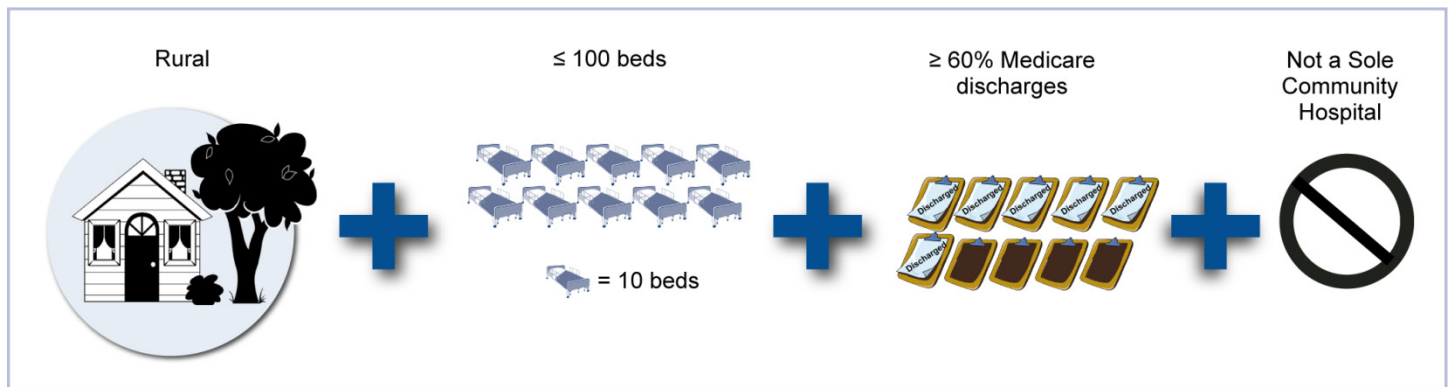 Rural
≤ 100 beds
≥ 60% Medicare
discharges
Not a Sole
Community
Hospital
Discharged
Discharged
Discharged
Discharged
Discharged
Discharged
= 10 beds